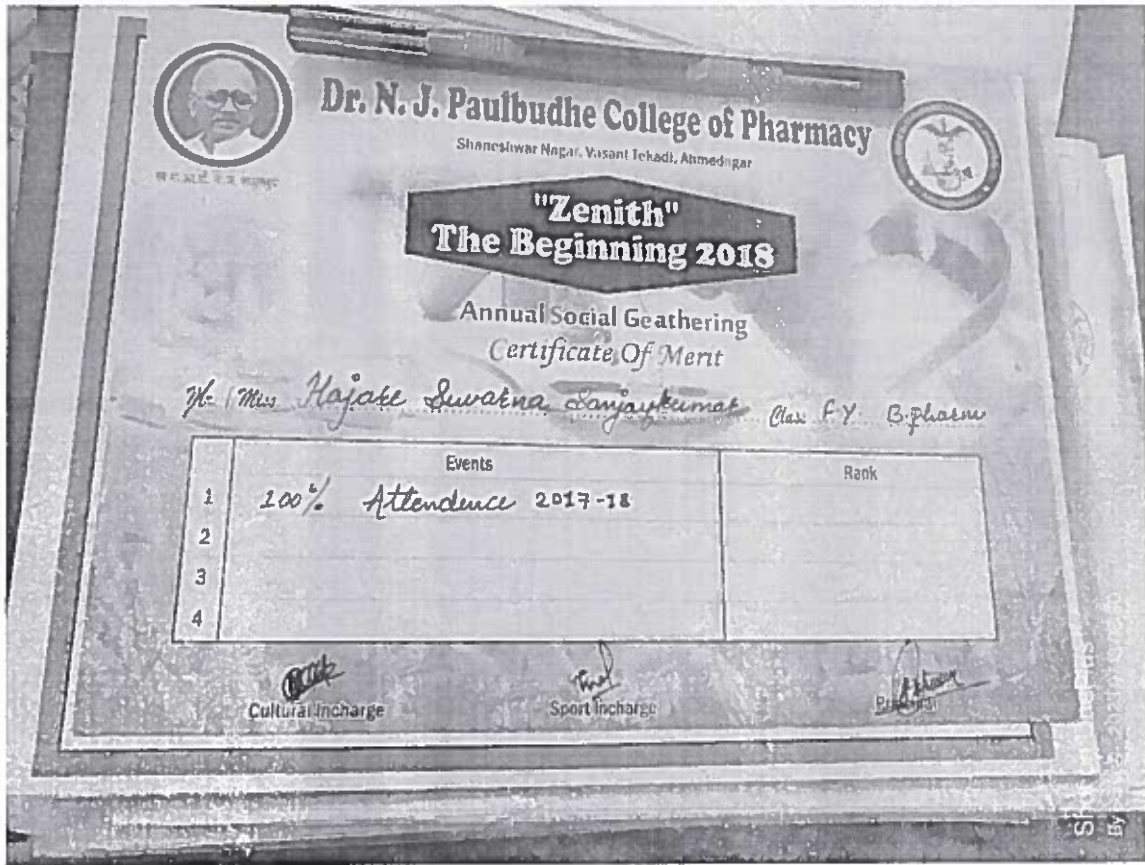 Dr. N. J. Paulbudhe College of Pharmacy
Shaneshwar Nagar, Vasant Tekadi, Ahmednagar
"Zenith"
The Beginning 2018
Annual Social Geathering
Certificate Of Merit
Miss Hajare Suwarna Sanjaykumar Class F.Y. B.pharm
Events Rank
1 100% Attendence 2017-18
2
3
4
Cultural Incharge Sport Incharge
By